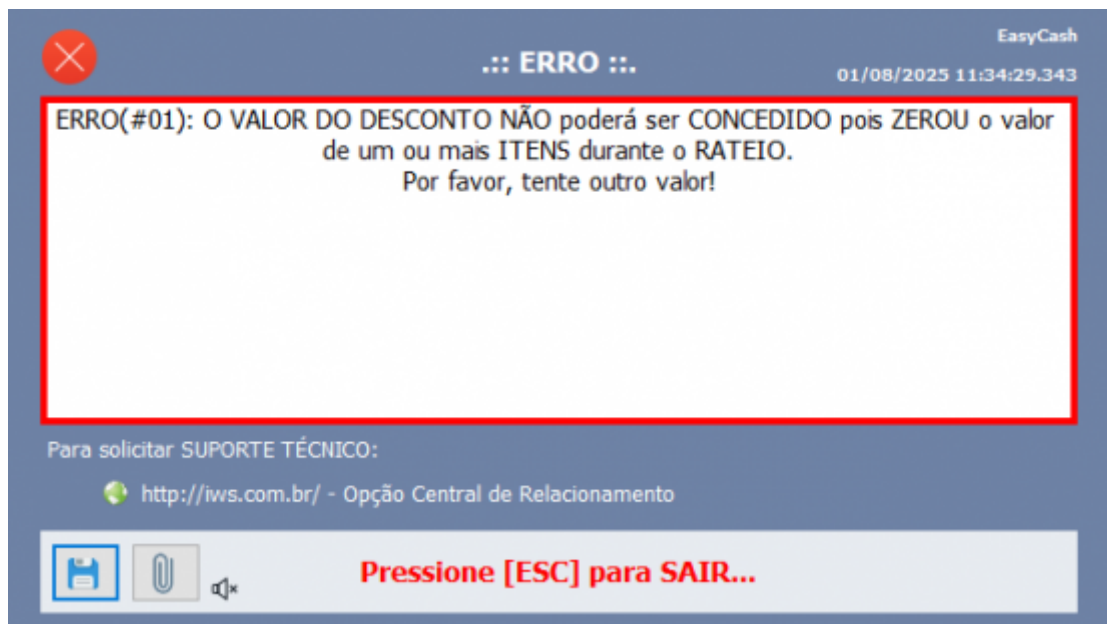 EasyCash
.:: ERRO ::.
01/08/2025 11:34:29.343
ERRO(#01): O VALOR DO DESCONTO NÃO poderá ser CONCEDIDO pois ZEROU o valor
de um ou mais ITENS durante o RATEIO.
Por favor, tente outro valor!
Para solicitar SUPORTE TÉCNICO:
http://iws.com.br/ - Opção Central de Relacionamento
Pressione [ESC] para SAIR...